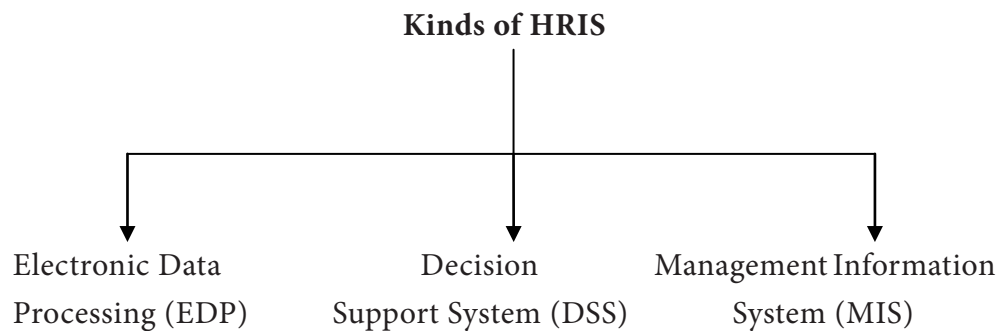 Kinds of HRIS
Electronic Data
Processing (EDP)
Decision
Support System (DSS)
Management Information
System (MIS)